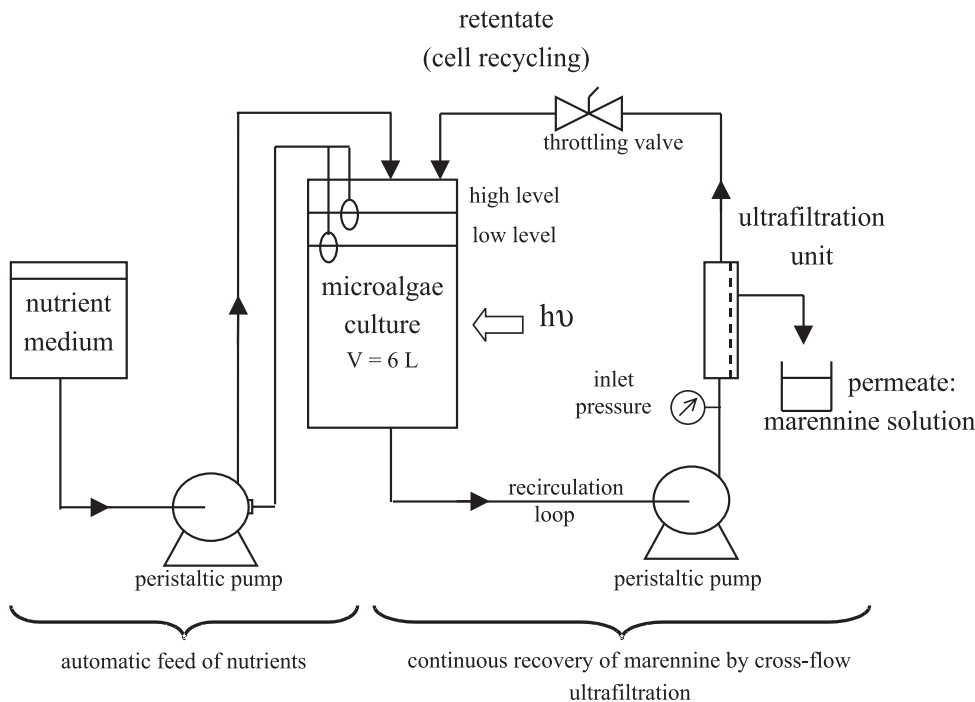 retentate
(cell recycling)
throttling valve
high level
low level
ultrafiltration
unit
nutrient
medium
microalgae
culture
V = 6 L
hυ
inlet
pressure
permeate:
marennine solution
recirculation
loop
peristaltic pump
peristaltic pump
automatic feed of nutrients
continuous recovery of marennine by cross-flow
ultrafiltration